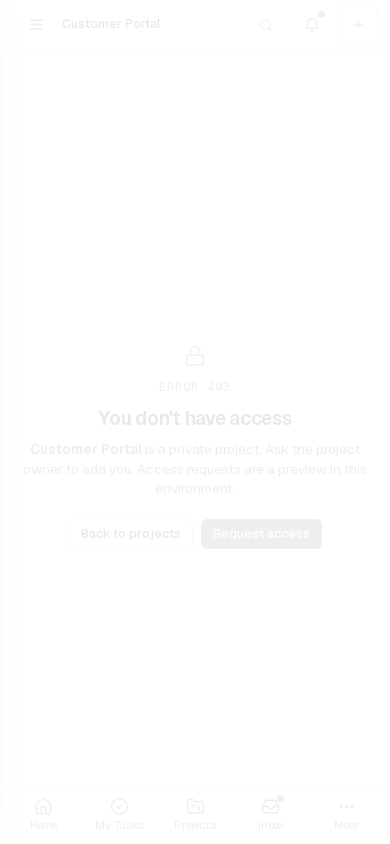 Customer Portal
ERROR 403
You don't have access
Customer Portal is a private project. Ask the project
owner to add you. Access requests are a preview in this
environment.
Back to projects
Request access
Home
My Tasks
Projects
Inbox
More